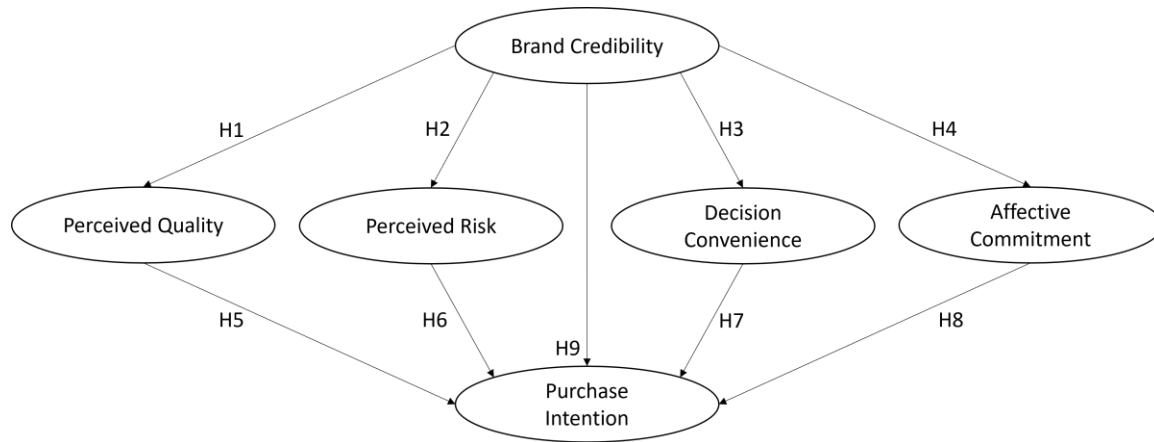 Brand Credibility
H1
H2
H3
H4
Perceived Quality
Perceived Risk
Decision
Convenience
Affective
Commitment
H5
H6
H9
H7
H8
Purchase
Intention